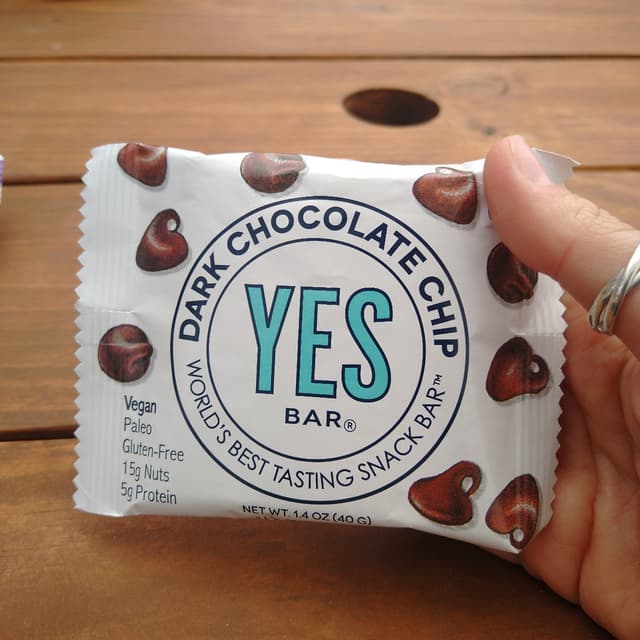 DARK CHOCOLATE CHIP
YES
BAR®
WORLD'S BEST TASTING SNACK BAR™
Vegan
Paleo
Gluten-Free
15g Nuts
5g Protein
NET WT. 1.4 OZ (40 G)